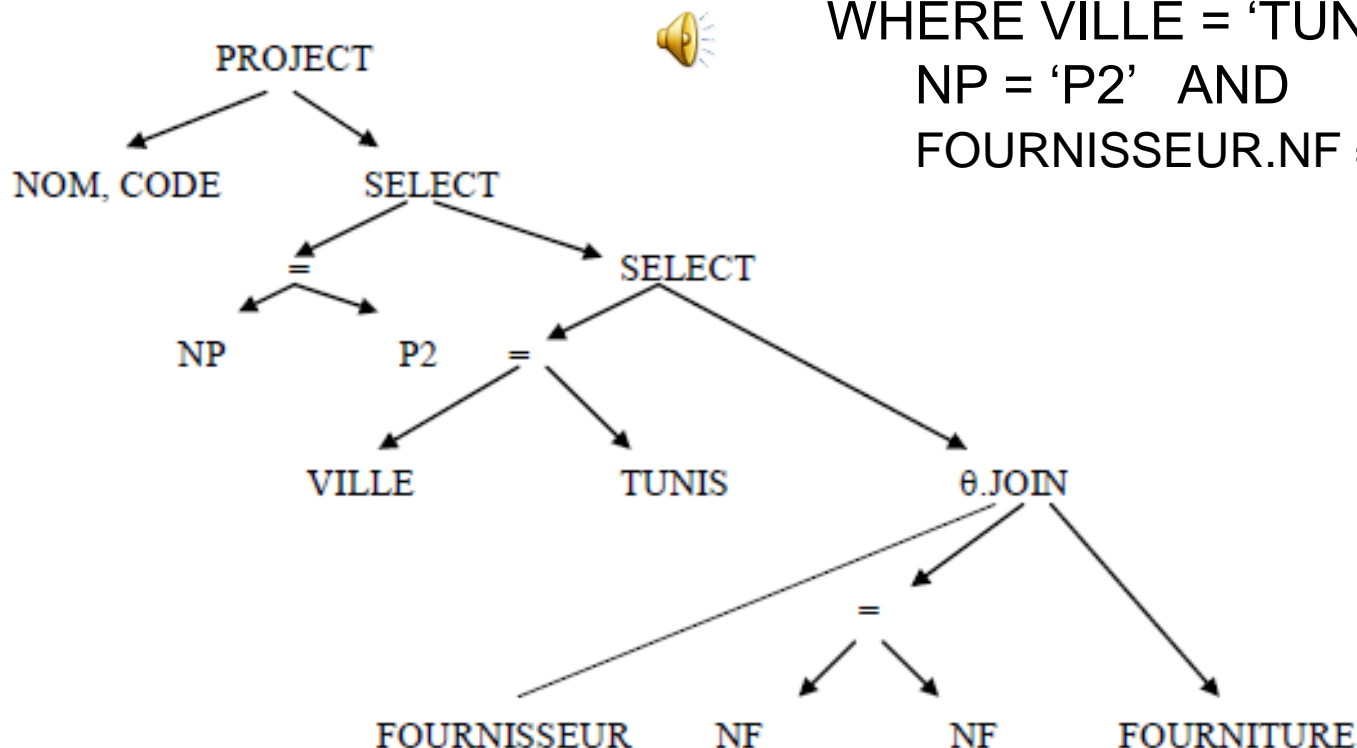 WHERE VILLE = ‘TUN
NP = ‘P2’ AND
FOURNISSEUR.NF =
PROJECT
NOM, CODE SELECT
= SELECT
NP P2 =
VILLE TUNIS θ.JOIN
=
FOURNISSEUR NF NF FOURNITURE